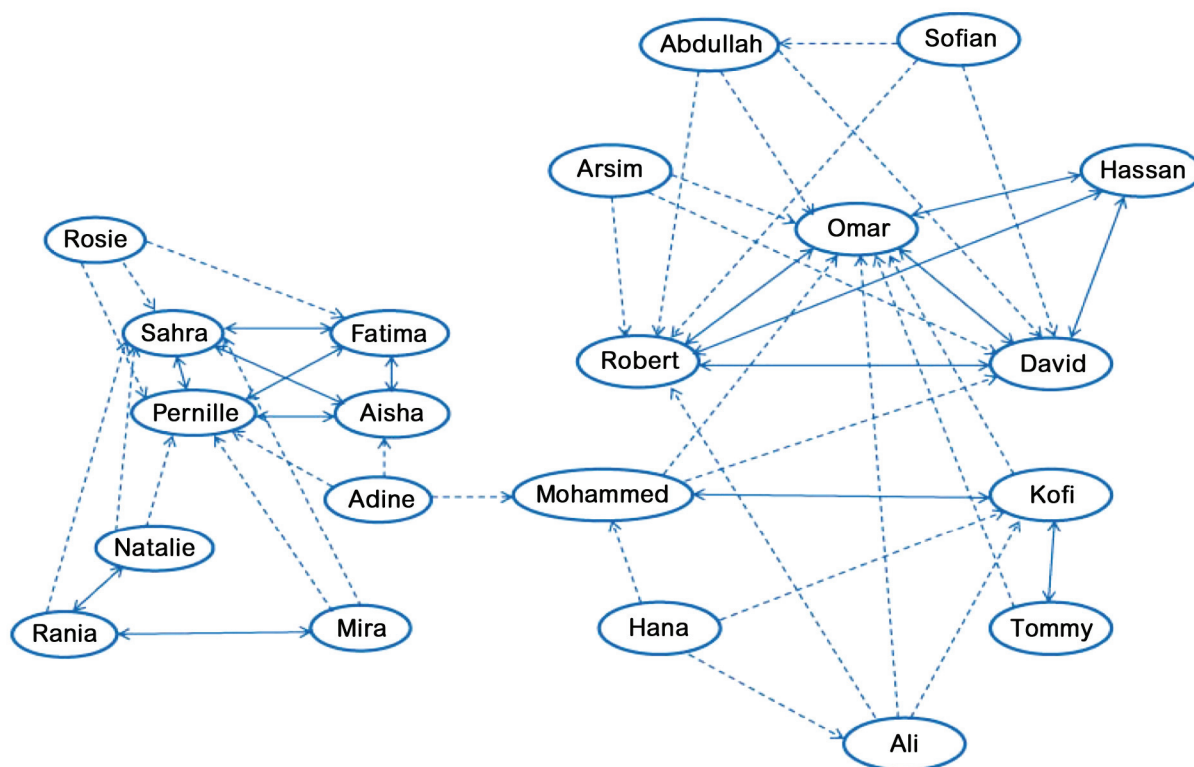 Abdullah
Sofian
Arsim
Hassan
Omar
Rosie
Sahra
Fatima
Robert
David
Pernille
Aisha
Adine
Mohammed
Kofi
Natalie
Rania
Mira
Hana
Tommy
Ali